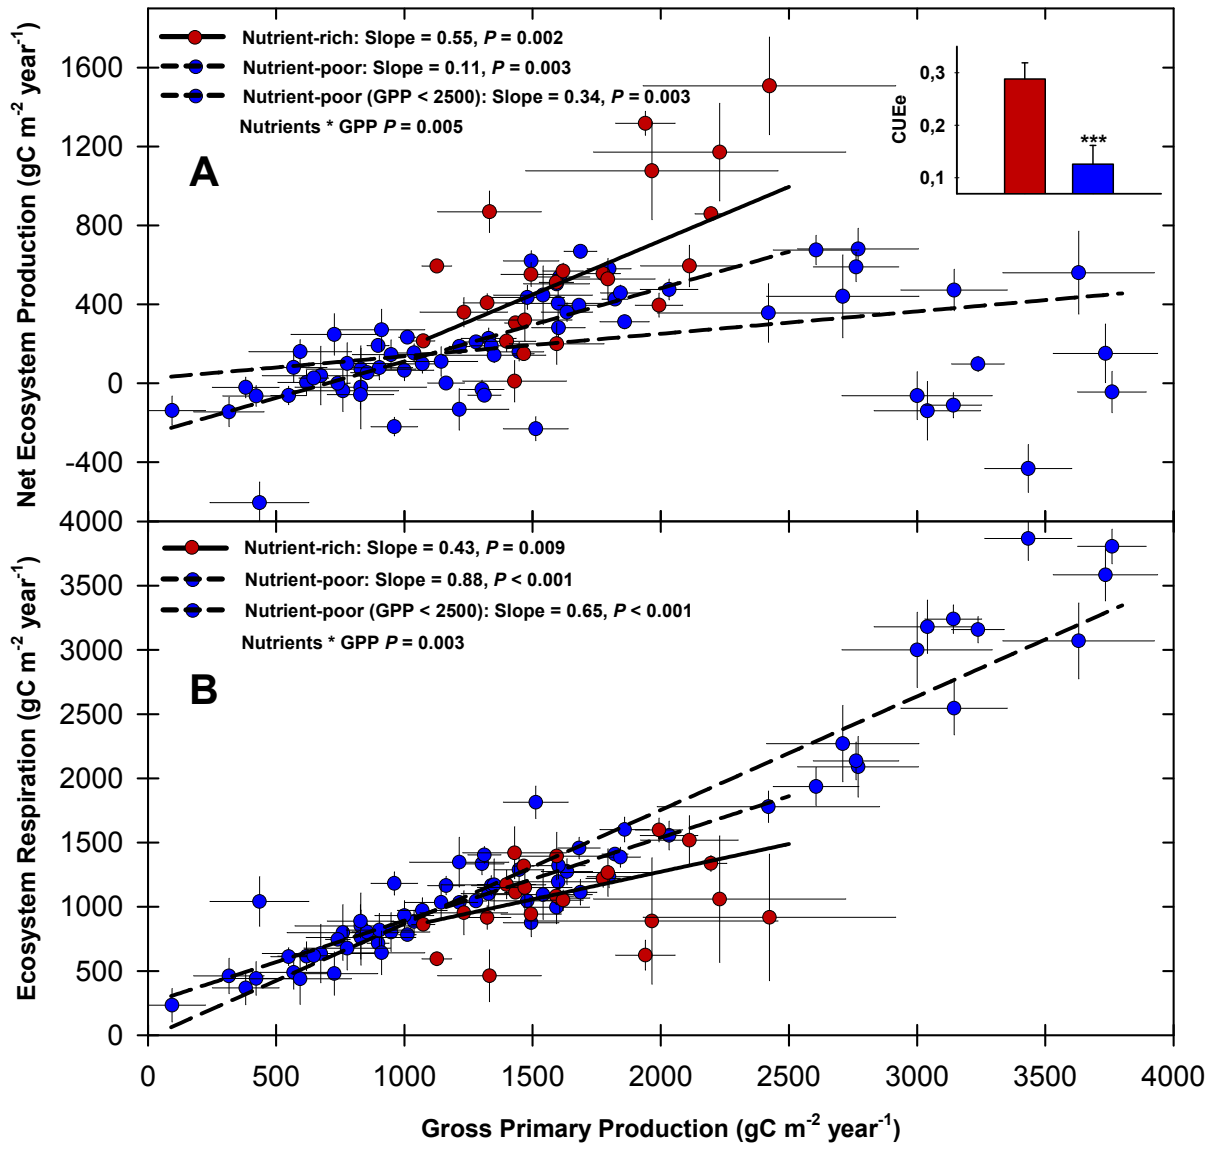 Nutrient-rich: Slope = 0.55, P = 0.002
Nutrient-poor: Slope = 0.11, P = 0.003
Nutrient-poor (GPP < 2500): Slope = 0.34, P = 0.003
Nutrients * GPP P = 0.005
A
CUEe
0,3
0,2
0,1
***
Net Ecosystem Production (gC m-2 year-1)
1600
1200
800
400
0
-400
4000
Nutrient-rich: Slope = 0.43, P = 0.009
Nutrient-poor: Slope = 0.88, P < 0.001
Nutrient-poor (GPP < 2500): Slope = 0.65, P < 0.001
Nutrients * GPP P = 0.003
B
Ecosystem Respiration (gC m-2 year-1)
3500
3000
2500
2000
1500
1000
500
0
0 500 1000 1500 2000 2500 3000 3500 4000
Gross Primary Production (gC m-2 year-1)